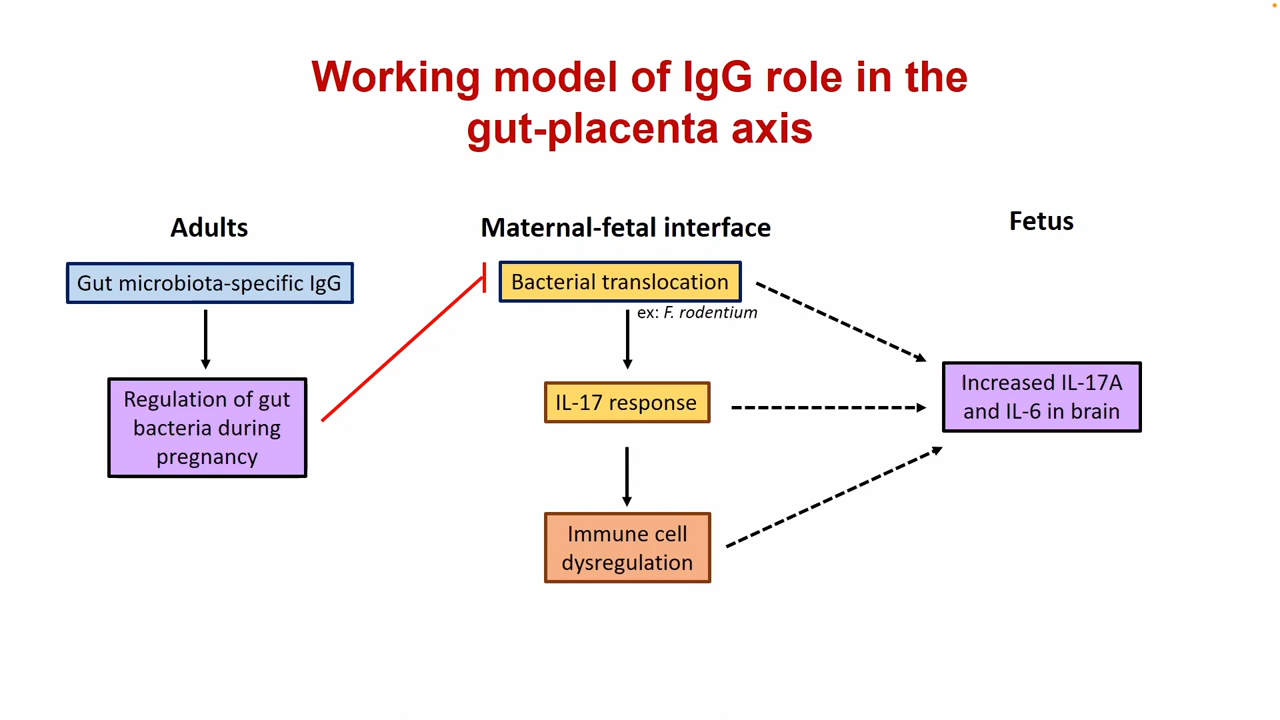 Working model of IgG role in the
gut-placenta axis
Adults
Gut microbiota-specific IgG
Regulation of gut
bacteria during
pregnancy
Maternal-fetal interface
Bacterial translocation
ex: F. rodentium
IL-17 response
Immune cell
dysregulation
Fetus
Increased IL-17A
and IL-6 in brain